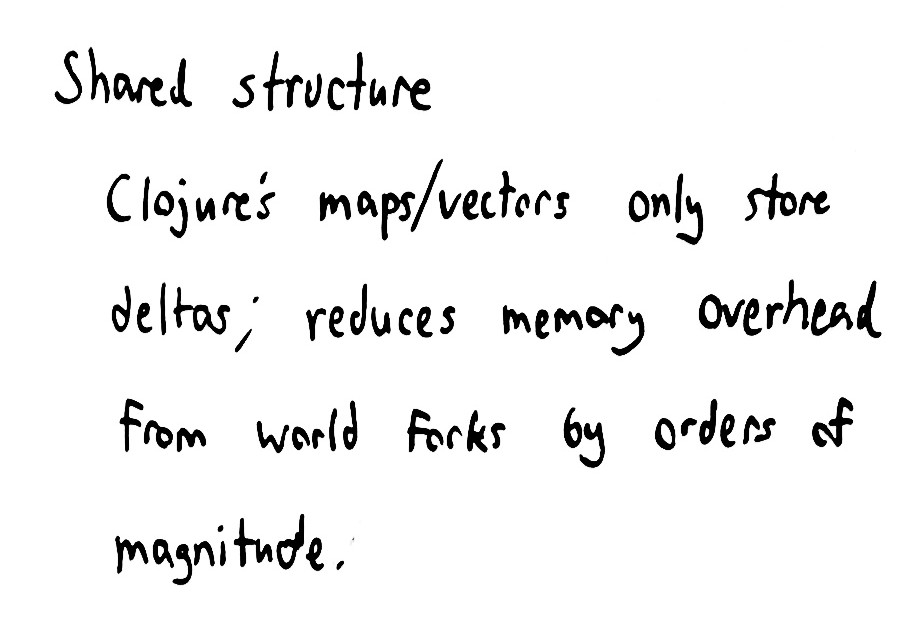 Shared structure
Clojure's maps/vectors only store
deltas; reduces memory overhead
from world forks by orders of
magnitude.